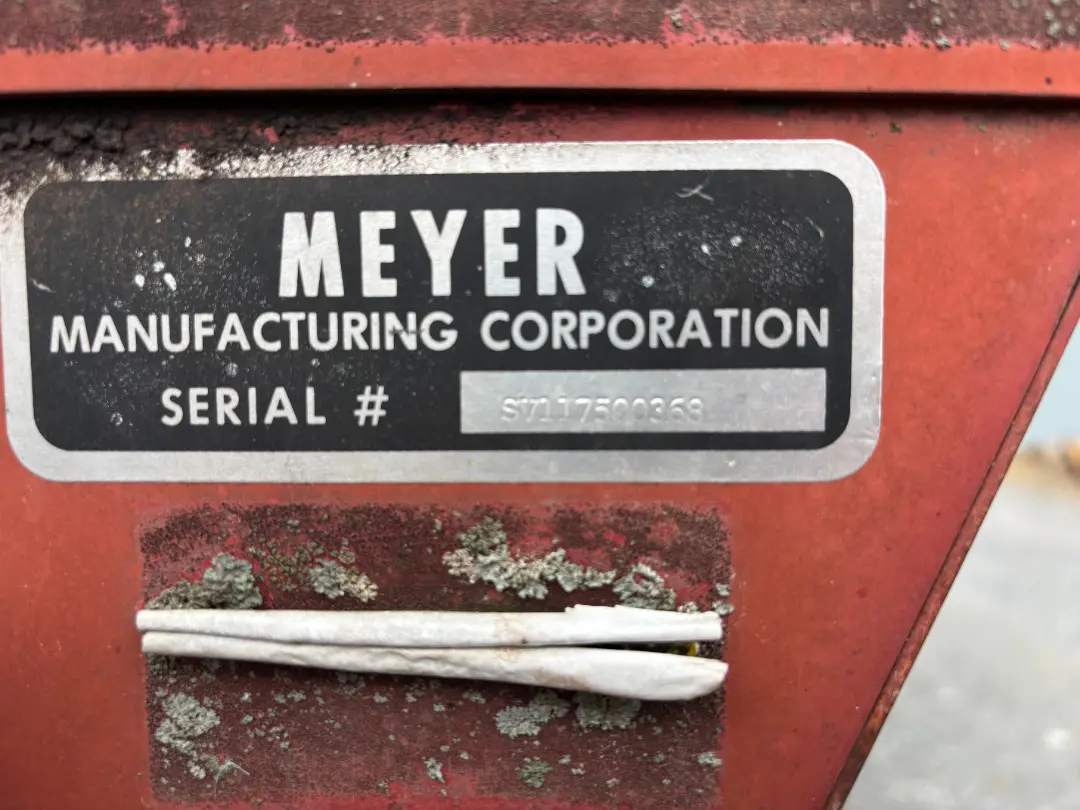 MEYER
MANUFACTURING CORPORATION
SERIAL # SV117500368